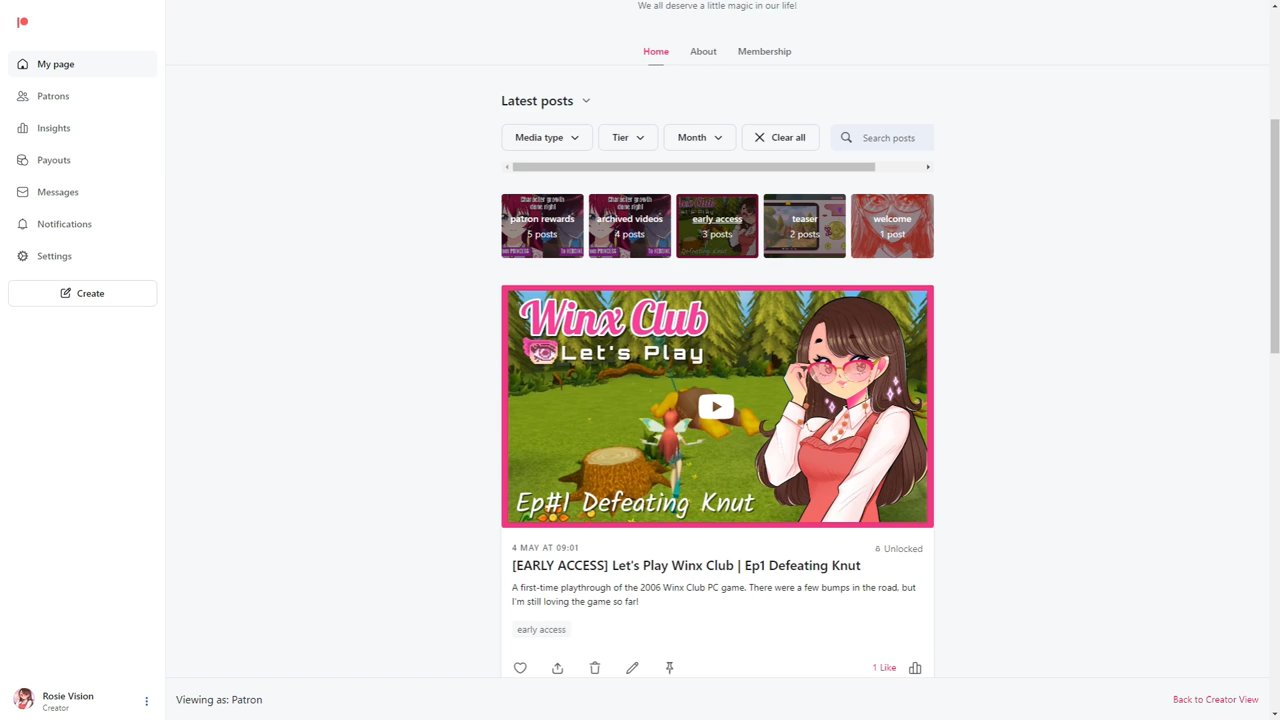 We all deserve a little magic in our life!
My page
Patrons
Insights
Payouts
Messages
Notifications
Settings
Create
Home About Membership
Latest posts
Media type Tier Month Clear all Search posts
patron rewards
5 posts
archived videos
4 posts
early access
3 posts
teaser
2 posts
welcome
1 post
Winx Club
Let's Play
Ep#1 Defeating Knut
4 MAY AT 09:01
Unlocked
[EARLY ACCESS] Let's Play Winx Club | Ep1 Defeating Knut
A first-time playthrough of the 2006 Winx Club PC game. There were a few bumps in the road, but
I'm still loving the game so far!
early access
1 Like
Rosie Vision
Creator
Viewing as: Patron
Back to Creator View